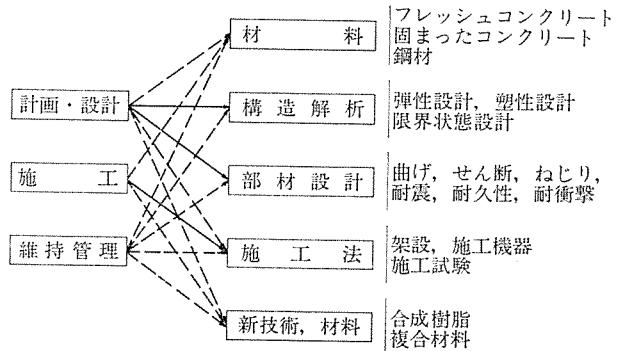 材料
フレッシュコンクリート
固まったコンクリート
鋼材
計画・設計
構造解析
弾性設計，塑性設計
限界状態設計
施工
部材設計
曲げ，せん断，ねじり，
耐震，耐久性，耐衝撃
維持管理
施工法
架設，施工機器
施工試験
新技術，材料
合成樹脂
複合材料